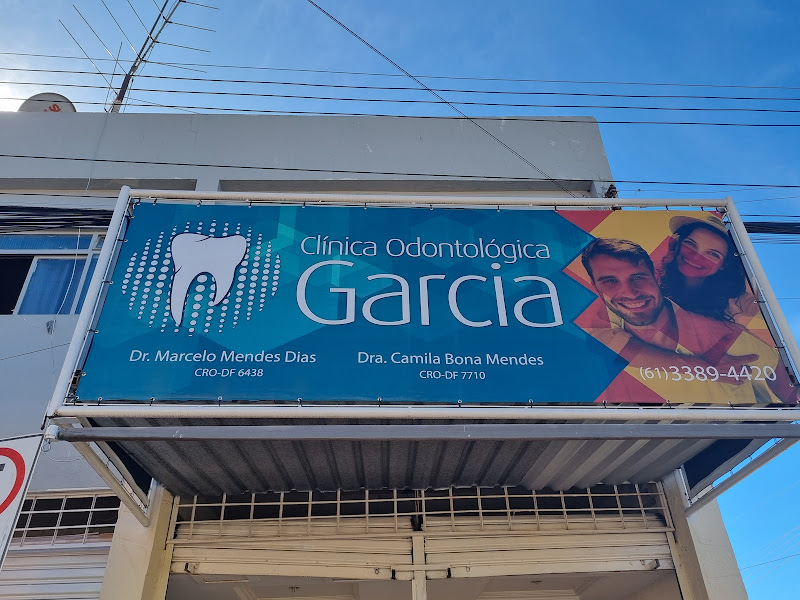 Clínica Odontológica
Garcia
Dr. Marcelo Mendes Dias
CRO-DF 6438
Dra. Camila Bona Mendes
CRO-DF 7710
(61)3389-4420